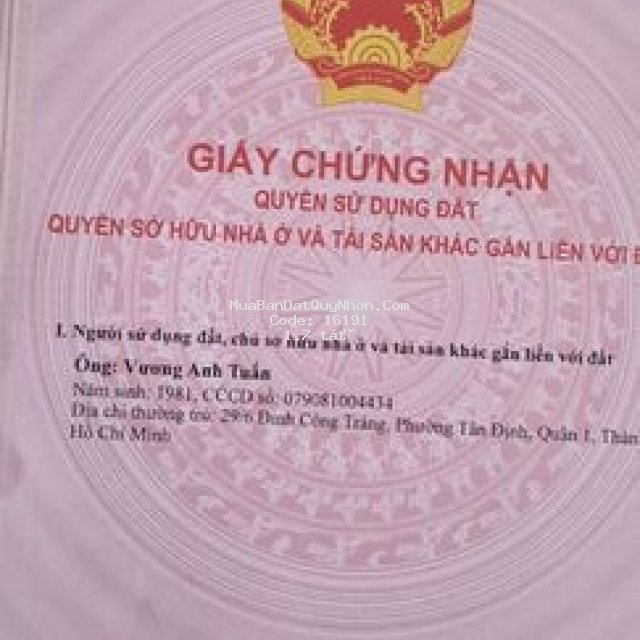 GIẤY CHỨNG NHẬN
QUYỀN SỬ DỤNG ĐẤT
QUYỀN SỞ HỮU NHÀ Ở VÀ TÀI SẢN KHÁC GẮN LIỀN VỚI Đ
MuaBanDatQuyNhon.Com
Code: 16191
1.7 tất
I. Người sử dụng đất, chủ sở hữu nhà ở và tài sản khác gắn liền với đất
Ông: Vương Anh Tuấn
Năm sinh: 1981, CCCD số: 079081004434
Địa chỉ thường trú: 29/6 Đinh Công Tráng, Phường Tân Định, Quận 1, Thàn
Hồ Chí Minh